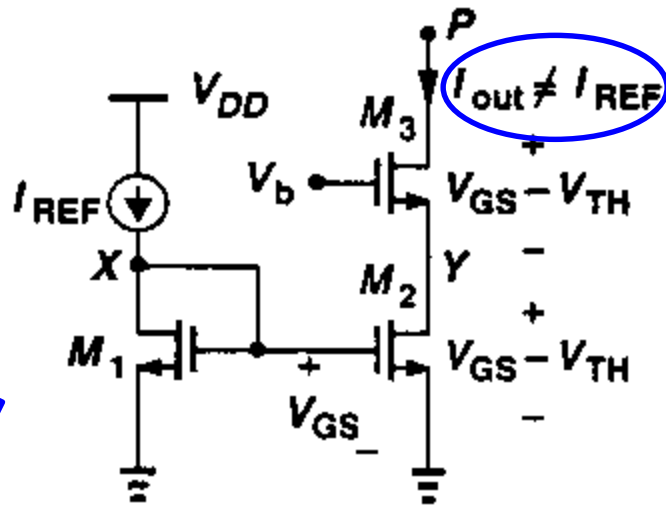 P
V_DD
I_out ≠ I_REF
M_3
+
V_b
V_GS − V_TH
I_REF
−
X
Y
M_2
+
M_1
+
V_GS − V_TH
V_GS
−
−